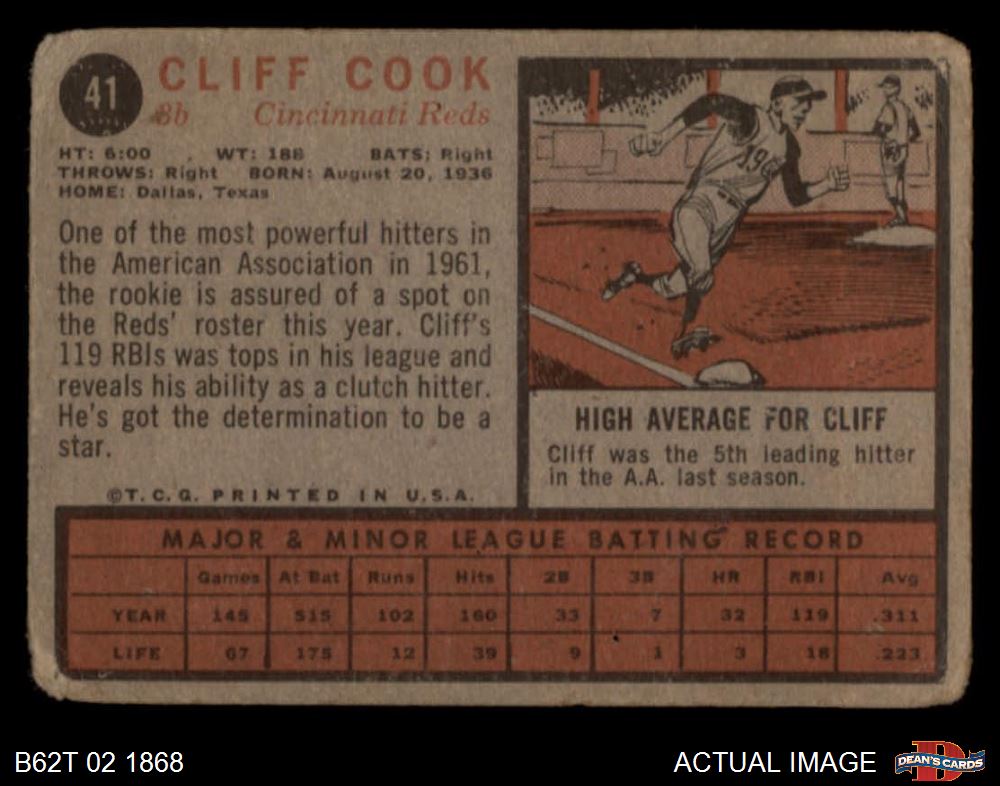 41
CLIFF COOK
3b Cincinnati Reds
HT: 6:00 WT: 188 BATS: Right
THROWS: Right BORN: August 20, 1936
HOME: Dallas, Texas
One of the most powerful hitters in
the American Association in 1961,
the rookie is assured of a spot on
the Reds' roster this year. Cliff's
119 RBIs was tops in his league and
reveals his ability as a clutch hitter.
He's got the determination to be a
star.
©T.C.G. PRINTED IN U.S.A.
HIGH AVERAGE FOR CLIFF
Cliff was the 5th leading hitter
in the A.A. last season.
MAJOR & MINOR LEAGUE BATTING RECORD
Games At Bat Runs Hits 2B 3B HR RBI Avg
YEAR 145 515 102 160 33 7 32 119 .311
LIFE 67 175 12 39 9 1 3 18 .223
B62T 02 1868
ACTUAL IMAGE
D
DEAN'S CARDS